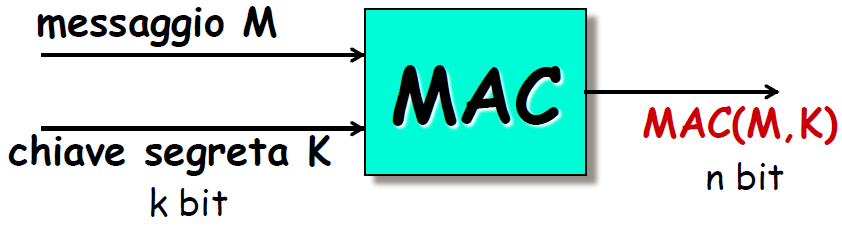 messaggio M
chiave segreta K
k bit
MAC
MAC(M,K)
n bit